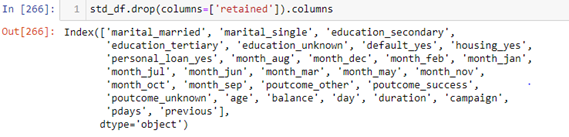 In [266]: 1 std_df.drop(columns=['retained']).columns
Out[266]: Index(['marital_married', 'marital_single', 'education_secondary',
'education_tertiary', 'education_unknown', 'default_yes', 'housing_yes',
'personal_loan_yes', 'month_aug', 'month_dec', 'month_feb', 'month_jan',
'month_jul', 'month_jun', 'month_mar', 'month_may', 'month_nov',
'month_oct', 'month_sep', 'poutcome_other', 'poutcome_success',
'poutcome_unknown', 'age', 'balance', 'day', 'duration', 'campaign',
'pdays', 'previous'],
dtype='object')